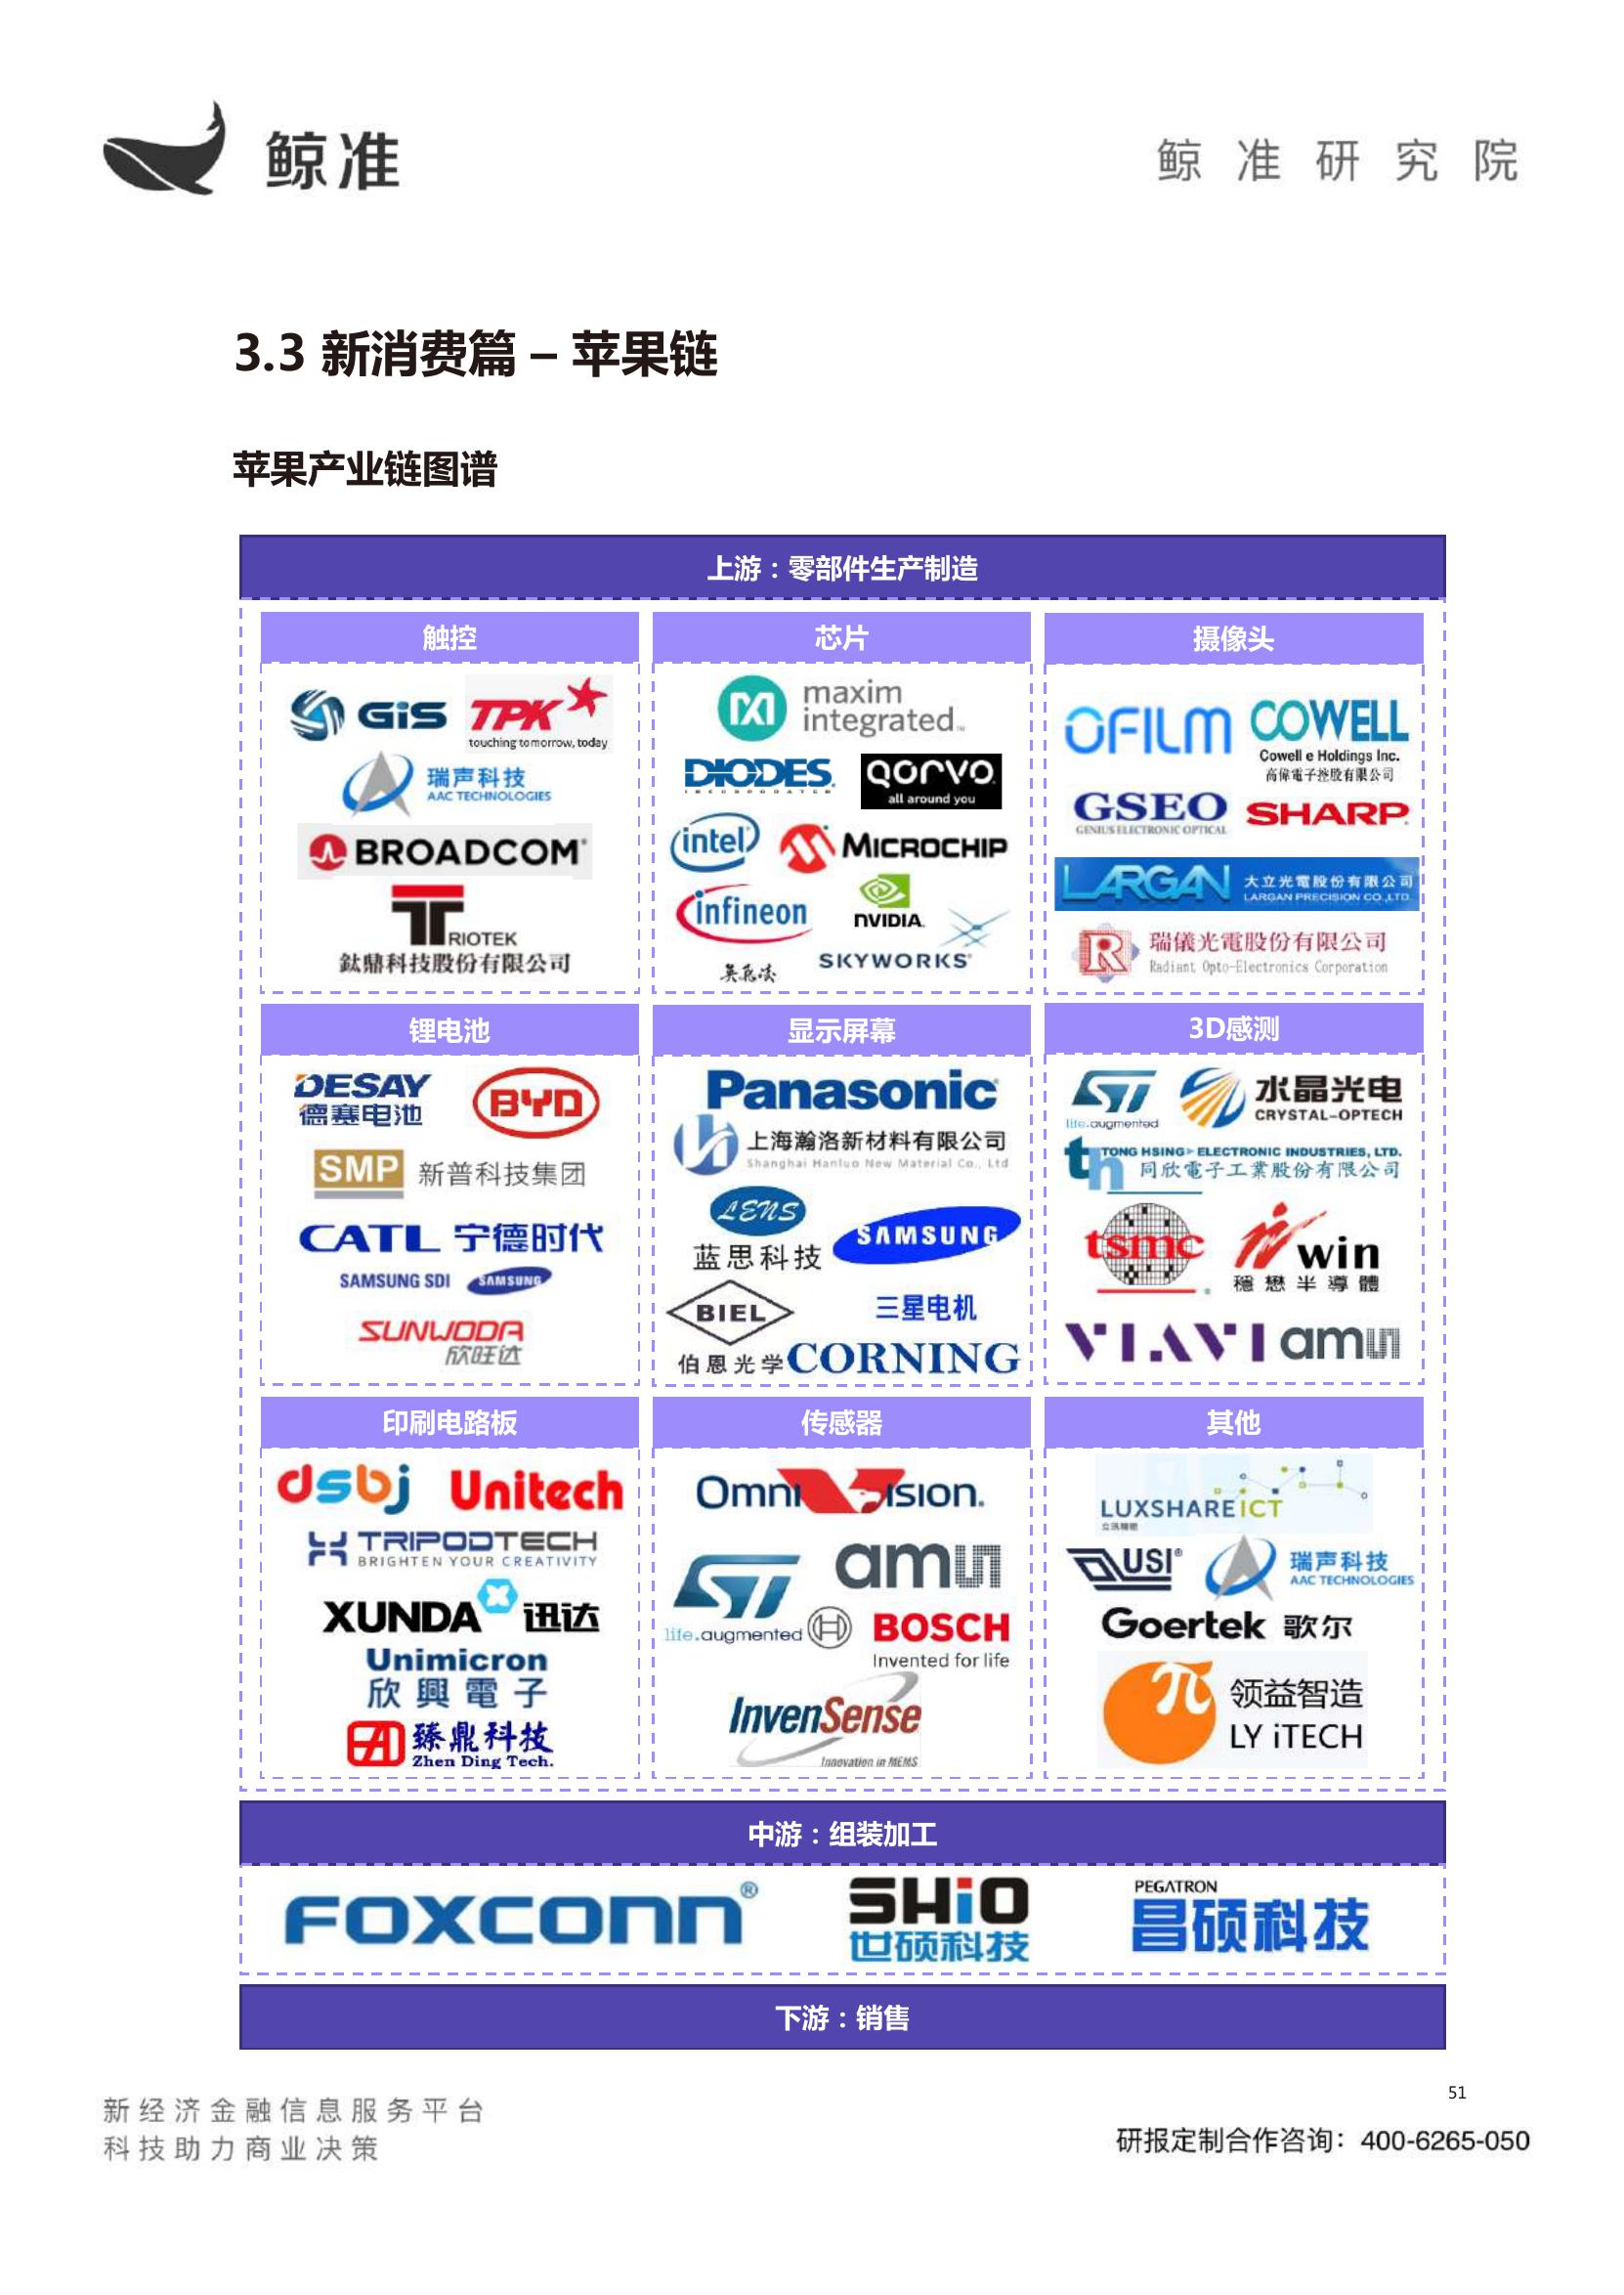 鲸准
鲸准研究院
3.3 新消费篇 – 苹果链
苹果产业链图谱
上游：零部件生产制造
触控
GiS
TPK
touching tomorrow, today
瑞声科技
AAC TECHNOLOGIES
BROADCOM®
TRIOTEK
鈦鼎科技股份有限公司
芯片
maxim
integrated™
DIODES
INCORPORATED
QORVO
all around you
intel
MICROCHIP
infineon
NVIDIA
英飞凌
SKYWORKS
摄像头
OFILM
COWELL
Cowell e Holdings Inc.
高偉電子控股有限公司
GSEO
GENIUS ELECTRONIC OPTICAL
SHARP
LARGAN
大立光電股份有限公司
LARGAN PRECISION CO.,LTD.
瑞儀光電股份有限公司
Radiant Opto-Electronics Corporation
锂电池
DESAY
德赛电池
BYD
SMP 新普科技集团
CATL 宁德时代
SAMSUNG SDI SAMSUNG
SUNWODA
欣旺达
显示屏幕
Panasonic
上海瀚洛新材料有限公司
Shanghai Hanluo New Material Co., Ltd
LENS
蓝思科技
SAMSUNG
三星电机
BIEL
伯恩光学
CORNING
3D感测
ST
life.augmented
水晶光电
CRYSTAL-OPTECH
th
TONG HSING ELECTRONIC INDUSTRIES, LTD.
同欣電子工業股份有限公司
tsmc
win
穩懋半導體
VIAVI
amu
印刷电路板
dsbj
Unitech
TRIPODTECH
BRIGHTEN YOUR CREATIVITY
XUNDA 迅达
Unimicron
欣興電子
臻鼎科技
Zhen Ding Tech.
传感器
OmniVision.
amu
ST
life.augmented
BOSCH
Invented for life
InvenSense
Innovation in MEMS
其他
LUXSHARE ICT
立讯精密
USI®
瑞声科技
AAC TECHNOLOGIES
Goertek 歌尔
领益智造
LY iTECH
中游：组装加工
FOXCONN®
SHiO
世硕科技
PEGATRON
昌硕科技
下游：销售
51
新经济金融信息服务平台
科技助力商业决策
研报定制合作咨询：400-6265-050